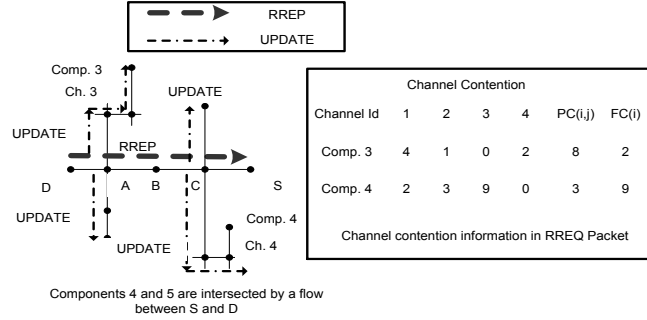 RREP
UPDATE
Comp. 3
Ch. 3
UPDATE
UPDATE
RREP
D
A
B
C
S
UPDATE
UPDATE
Comp. 4
Ch. 4
Components 4 and 5 are intersected by a flow
between S and D
Channel Contention
Channel Id 1 2 3 4 PC(i,j) FC(i)
Comp. 3 4 1 0 2 8 2
Comp. 4 2 3 9 0 3 9
Channel contention information in RREQ Packet